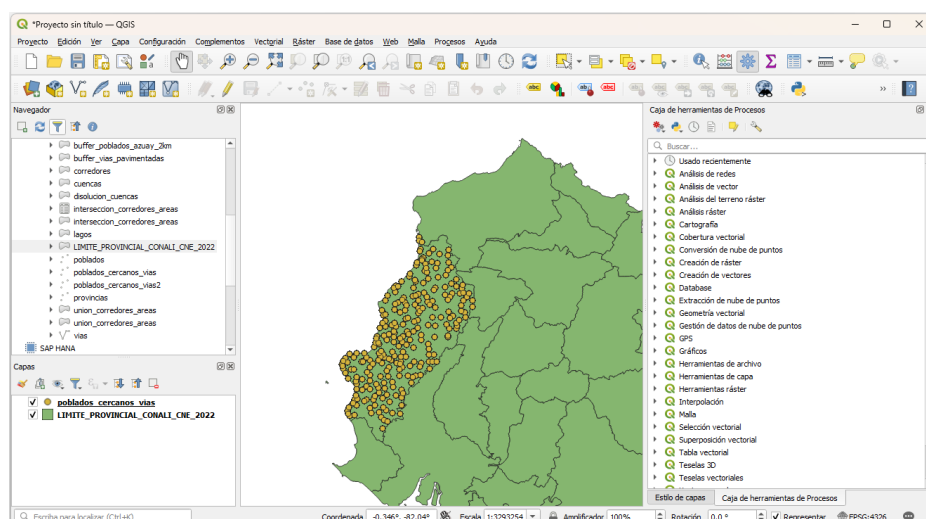 *Proyecto sin título — QGIS
Proyecto Edición Ver Capa Configuración Complementos Vectorial Ráster Base de datos Web Malla Procesos Ayuda
Navegador
buffer_poblados_azuay_2km
buffer_vias_pavimentadas
corredores
cuencas
disolucion_cuencas
interseccion_corredores_areas
interseccion_corredores_areas
lagos
LIMITE_PROVINCIAL_CONALI_CNE_2022
poblados
poblados_cercanos_vias
poblados_cercanos_vias2
provincias
union_corredores_areas
union_corredores_areas
vias
SAP HANA
Capas
poblados_cercanos_vias
LIMITE_PROVINCIAL_CONALI_CNE_2022
Caja de herramientas de Procesos
Buscar...
Usado recientemente
Análisis de redes
Análisis de vector
Análisis del terreno ráster
Análisis ráster
Cartografía
Cobertura vectorial
Conversión de nube de puntos
Creación de ráster
Creación de vectores
Database
Extracción de nube de puntos
Geometría vectorial
Gestión de datos de nube de puntos
GPS
Gráficos
Herramientas de archivo
Herramientas de capa
Herramientas ráster
Interpolación
Malla
Selección vectorial
Superposición vectorial
Tabla vectorial
Teselas 3D
Teselas vectoriales
Estilo de capas Caja de herramientas de Procesos
Escriba para localizar (Ctrl+K) Coordenada -0.346°, -82.04° Escala 1:3293254 Amplificador 100% Rotación 0,0 ° Representar EPSG:4326